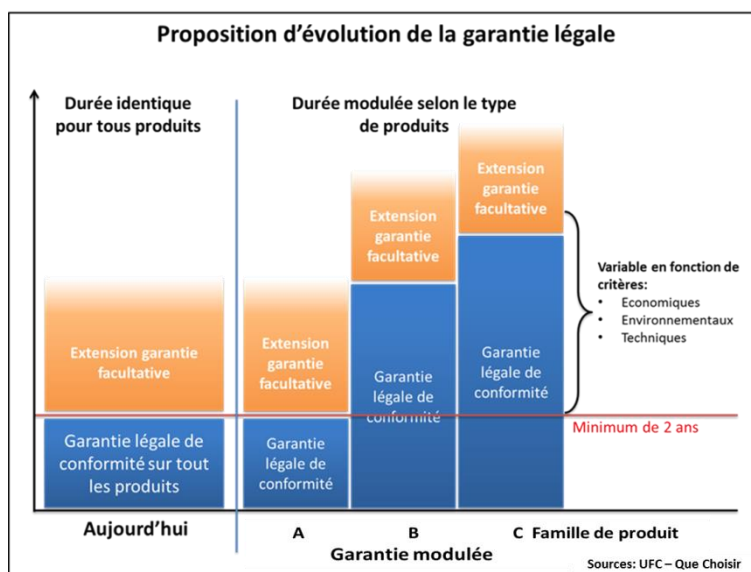 Proposition d’évolution de la garantie légale
Durée identique
pour tous produits
Durée modulée selon le type
de produits
Extension garantie
facultative
Garantie légale de
conformité sur tout
les produits
Extension
garantie
facultative
Garantie
légale de
conformité
Extension
garantie
facultative
Garantie
légale de
conformité
Extension
garantie
facultative
Garantie
légale de
conformité
Variable en fonction de
critères:
• Economiques
• Environnementaux
• Techniques
Minimum de 2 ans
Aujourd’hui
A
B
C Famille de produit
Garantie modulée
Sources: UFC – Que Choisir